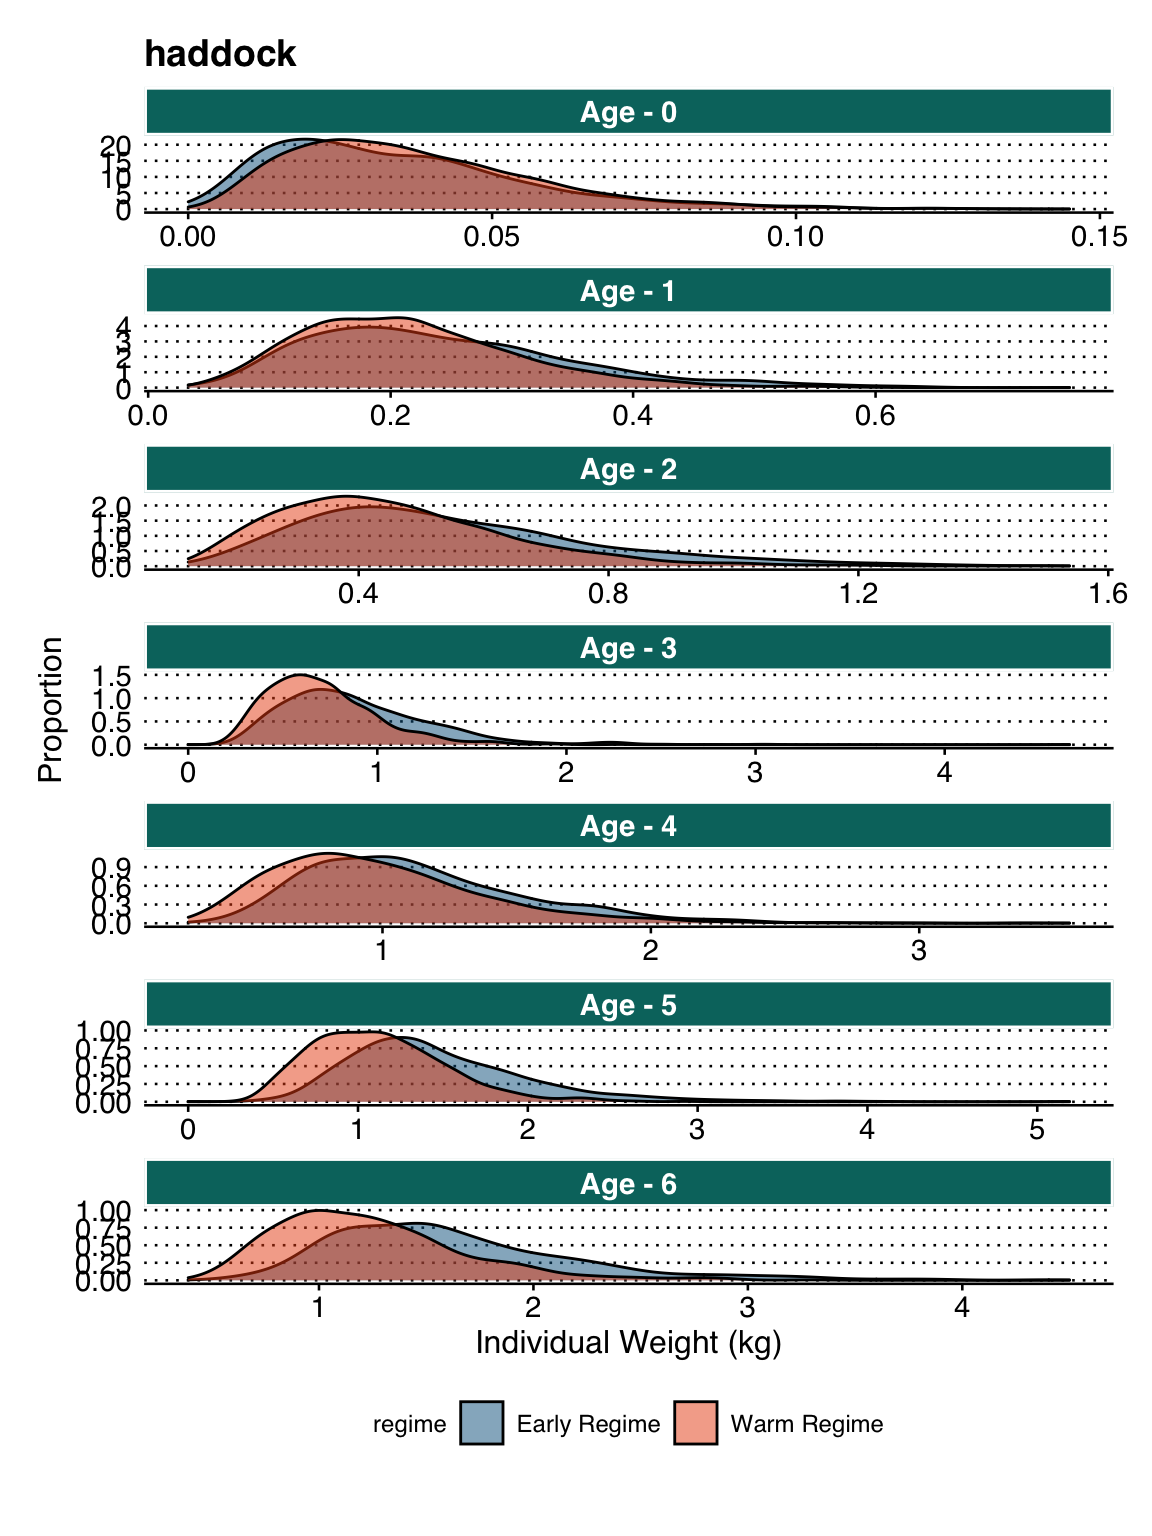 haddock
Age - 0
20
15
10
5
0
0.00 0.05 0.10 0.15
Age - 1
4
3
2
1
0
0.0 0.2 0.4 0.6
Age - 2
2.0
1.5
1.0
0.5
0.0
0.4 0.8 1.2 1.6
Proportion
Age - 3
1.5
1.0
0.5
0.0
0 1 2 3 4
Age - 4
0.9
0.6
0.3
0.0
1 2 3
Age - 5
1.00
0.75
0.50
0.25
0.00
0 1 2 3 4 5
Age - 6
1.00
0.75
0.50
0.25
0.00
1 2 3 4
Individual Weight (kg)
regime Early Regime Warm Regime